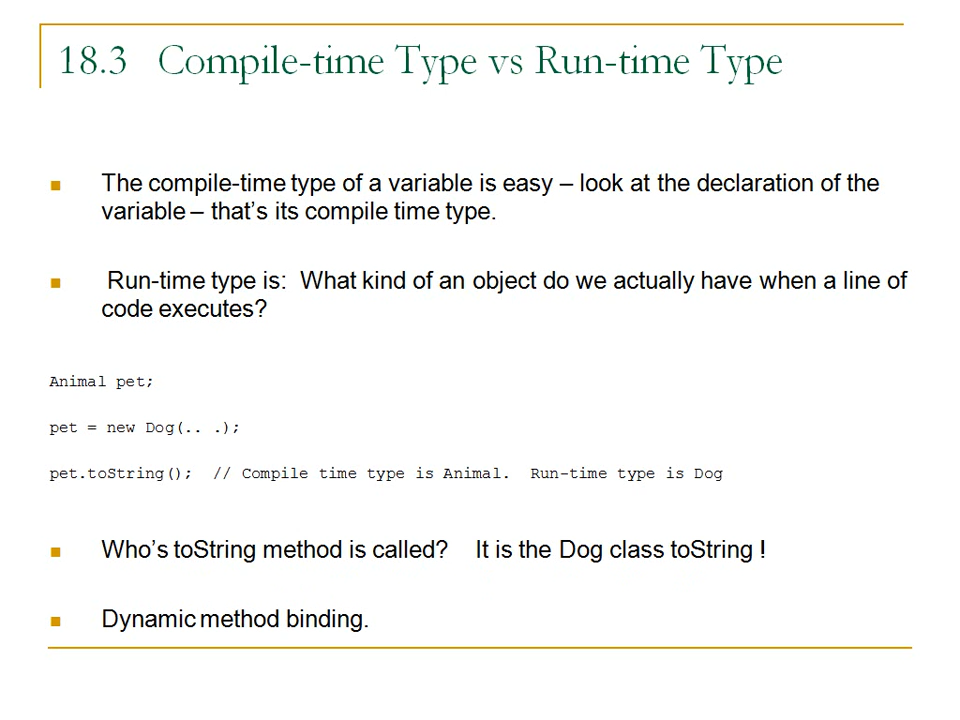 18.3 Compile-time Type vs Run-time Type
The compile-time type of a variable is easy – look at the declaration of the
variable – that’s its compile time type.
Run-time type is: What kind of an object do we actually have when a line of
code executes?
Animal pet;
pet = new Dog(.. .);
pet.toString(); // Compile time type is Animal. Run-time type is Dog
Who’s toString method is called? It is the Dog class toString !
Dynamic method binding.